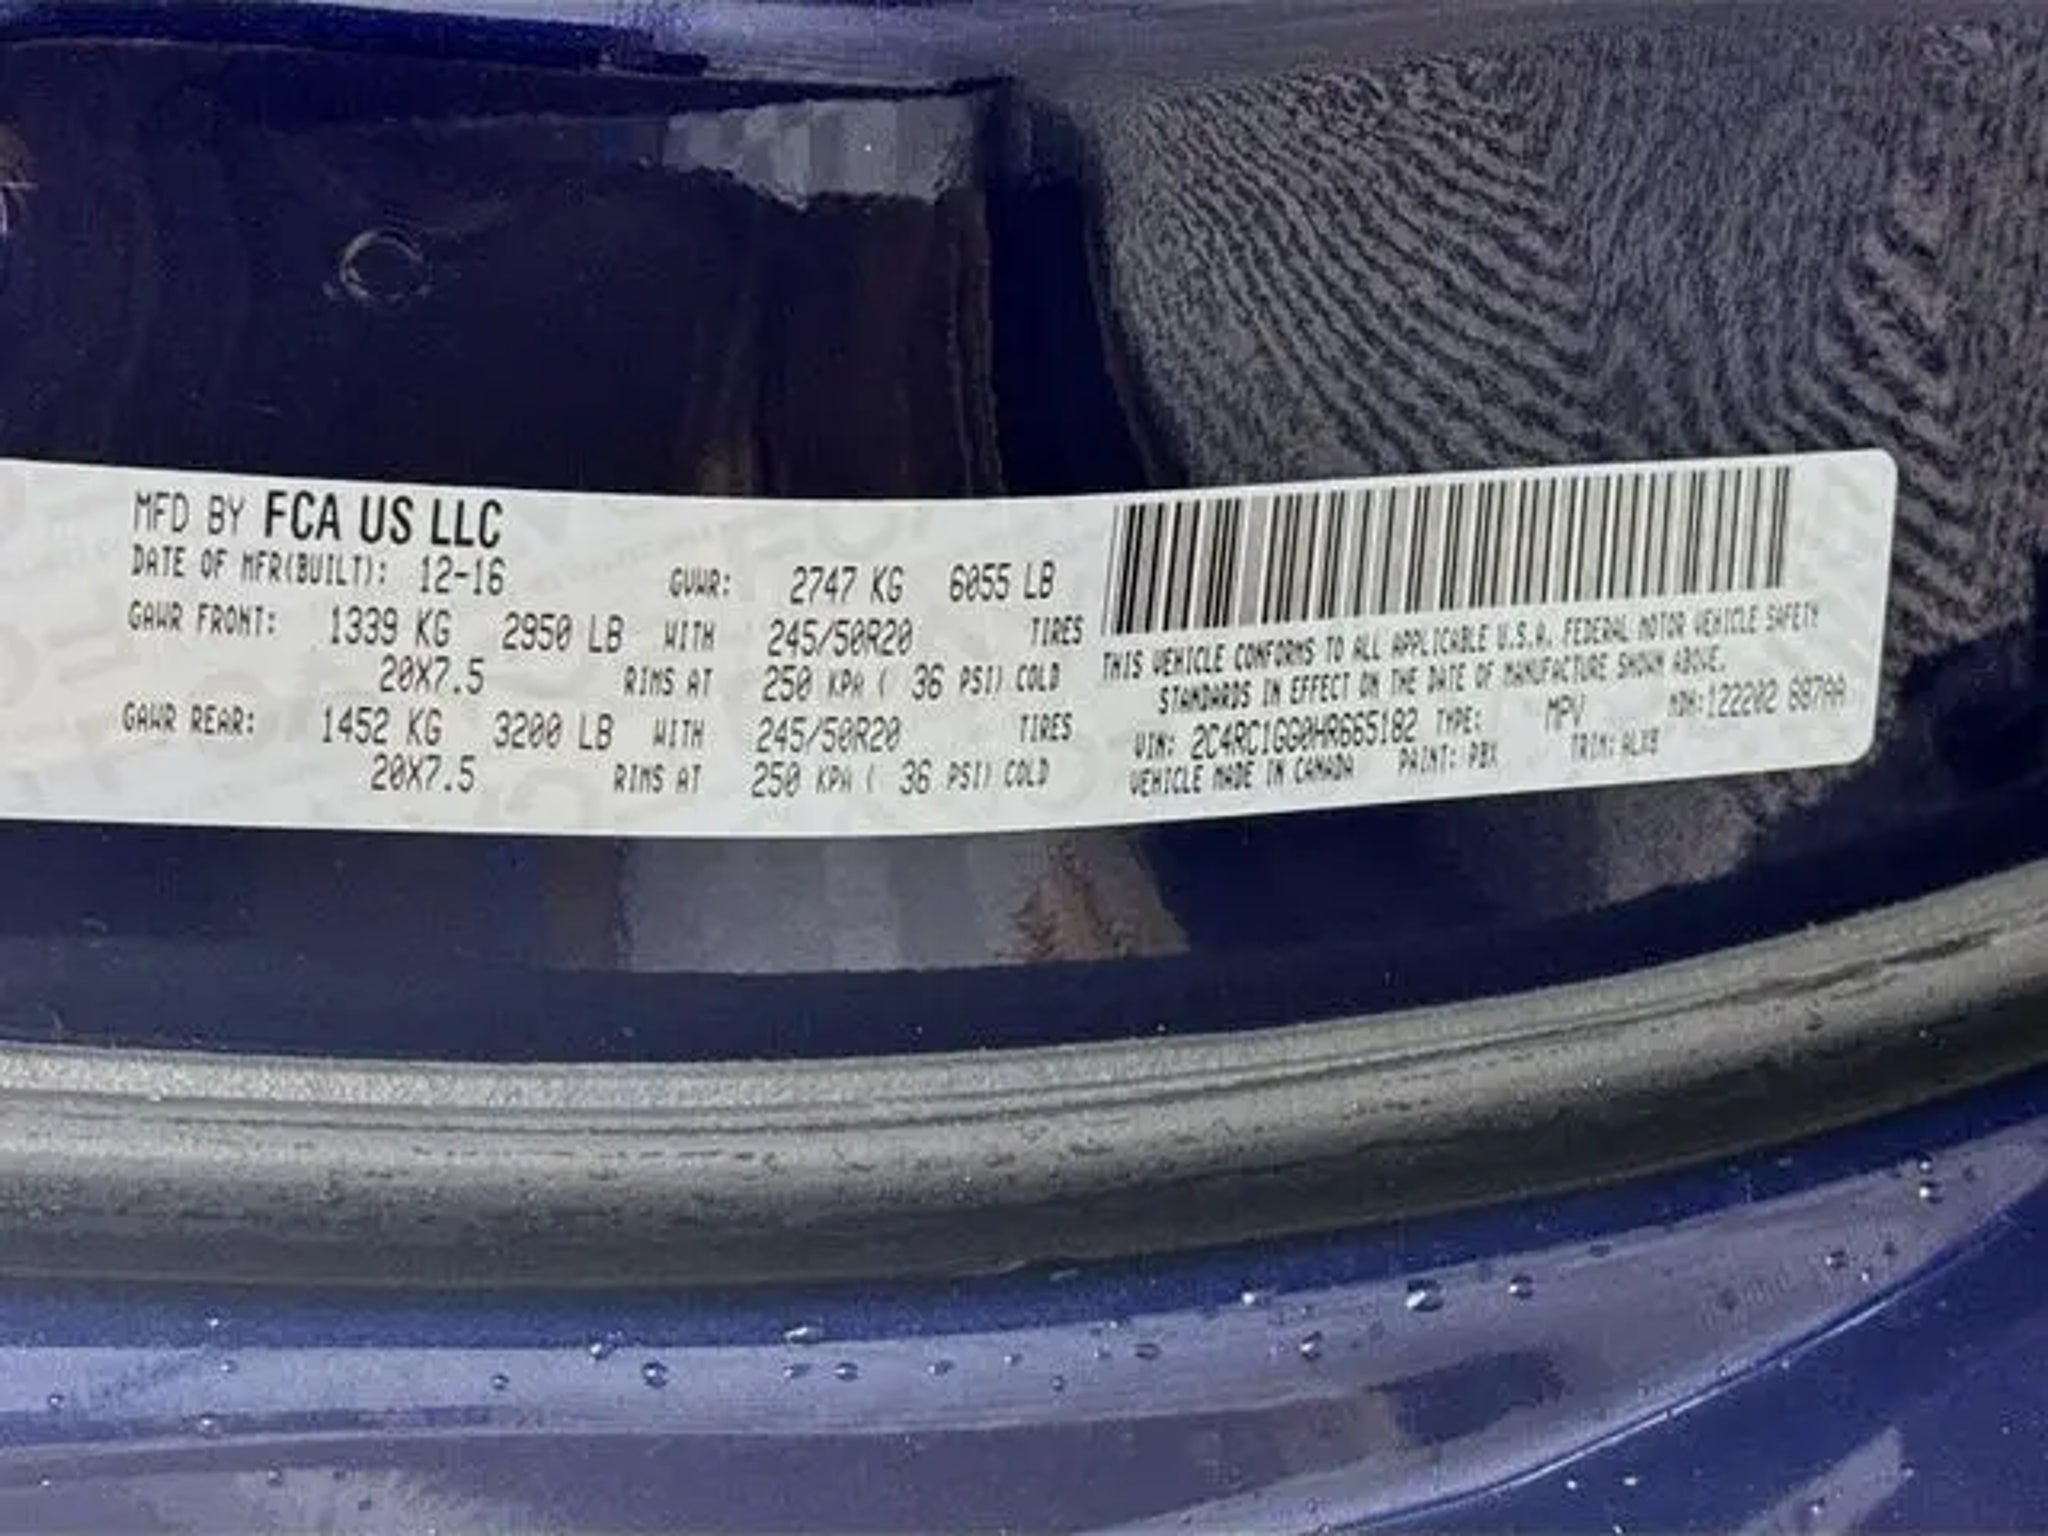 MFD BY FCA US LLC
DATE OF MFR(BUILT): 12-16 GVWR: 2747 KG 6055 LB
GAWR FRONT: 1339 KG 2950 LB WITH 245/50R20 TIRES
20X7.5 RIMS AT 250 KPA ( 36 PSI) COLD
GAWR REAR: 1452 KG 3200 LB WITH 245/50R20 TIRES
20X7.5 RIMS AT 250 KPA ( 36 PSI) COLD
THIS VEHICLE CONFORMS TO ALL APPLICABLE U.S.A. FEDERAL MOTOR VEHICLE SAFETY
STANDARDS IN EFFECT ON THE DATE OF MANUFACTURE SHOWN ABOVE.
VIN: 2C4RC1GG0HR665182 TYPE: MPV MDH:122202 887AA
VEHICLE MADE IN CANADA PAINT: PBX TRIM: